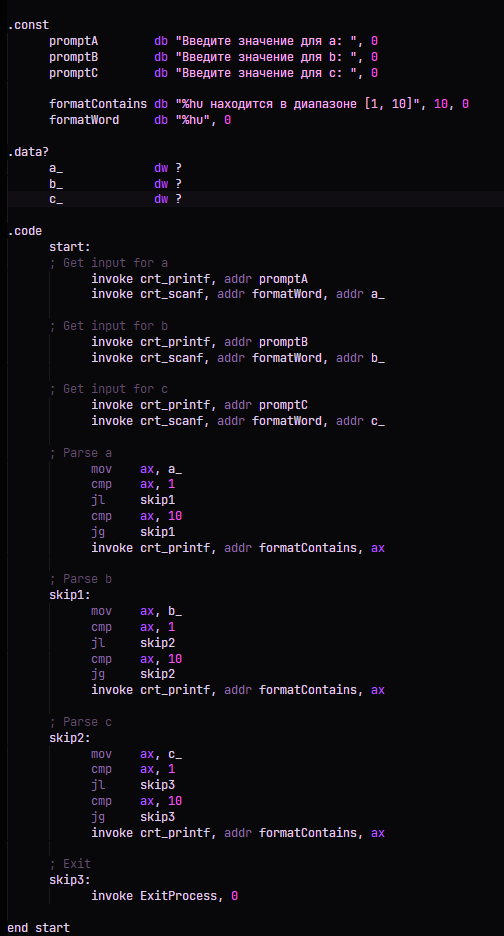 .const
promptA db "Введите значение для a: ", 0
promptB db "Введите значение для b: ", 0
promptC db "Введите значение для c: ", 0
formatContains db "%hu находится в диапазоне [1, 10]", 10, 0
formatWord db "%hu", 0
.data?
a_ dw ?
b_ dw ?
c_ dw ?
.code
start:
; Get input for a
invoke crt_printf, addr promptA
invoke crt_scanf, addr formatWord, addr a_
; Get input for b
invoke crt_printf, addr promptB
invoke crt_scanf, addr formatWord, addr b_
; Get input for c
invoke crt_printf, addr promptC
invoke crt_scanf, addr formatWord, addr c_
; Parse a
mov ax, a_
cmp ax, 1
jl skip1
cmp ax, 10
jg skip1
invoke crt_printf, addr formatContains, ax
; Parse b
skip1:
mov ax, b_
cmp ax, 1
jl skip2
cmp ax, 10
jg skip2
invoke crt_printf, addr formatContains, ax
; Parse c
skip2:
mov ax, c_
cmp ax, 1
jl skip3
cmp ax, 10
jg skip3
invoke crt_printf, addr formatContains, ax
; Exit
skip3:
invoke ExitProcess, 0
end start